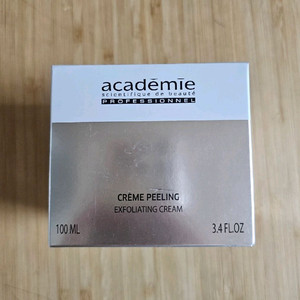 académie
scientifique de beauté
PROFESSIONNEL
CRÈME PEELING
EXFOLIATING CREAM
100 ML 3.4 FL.OZ